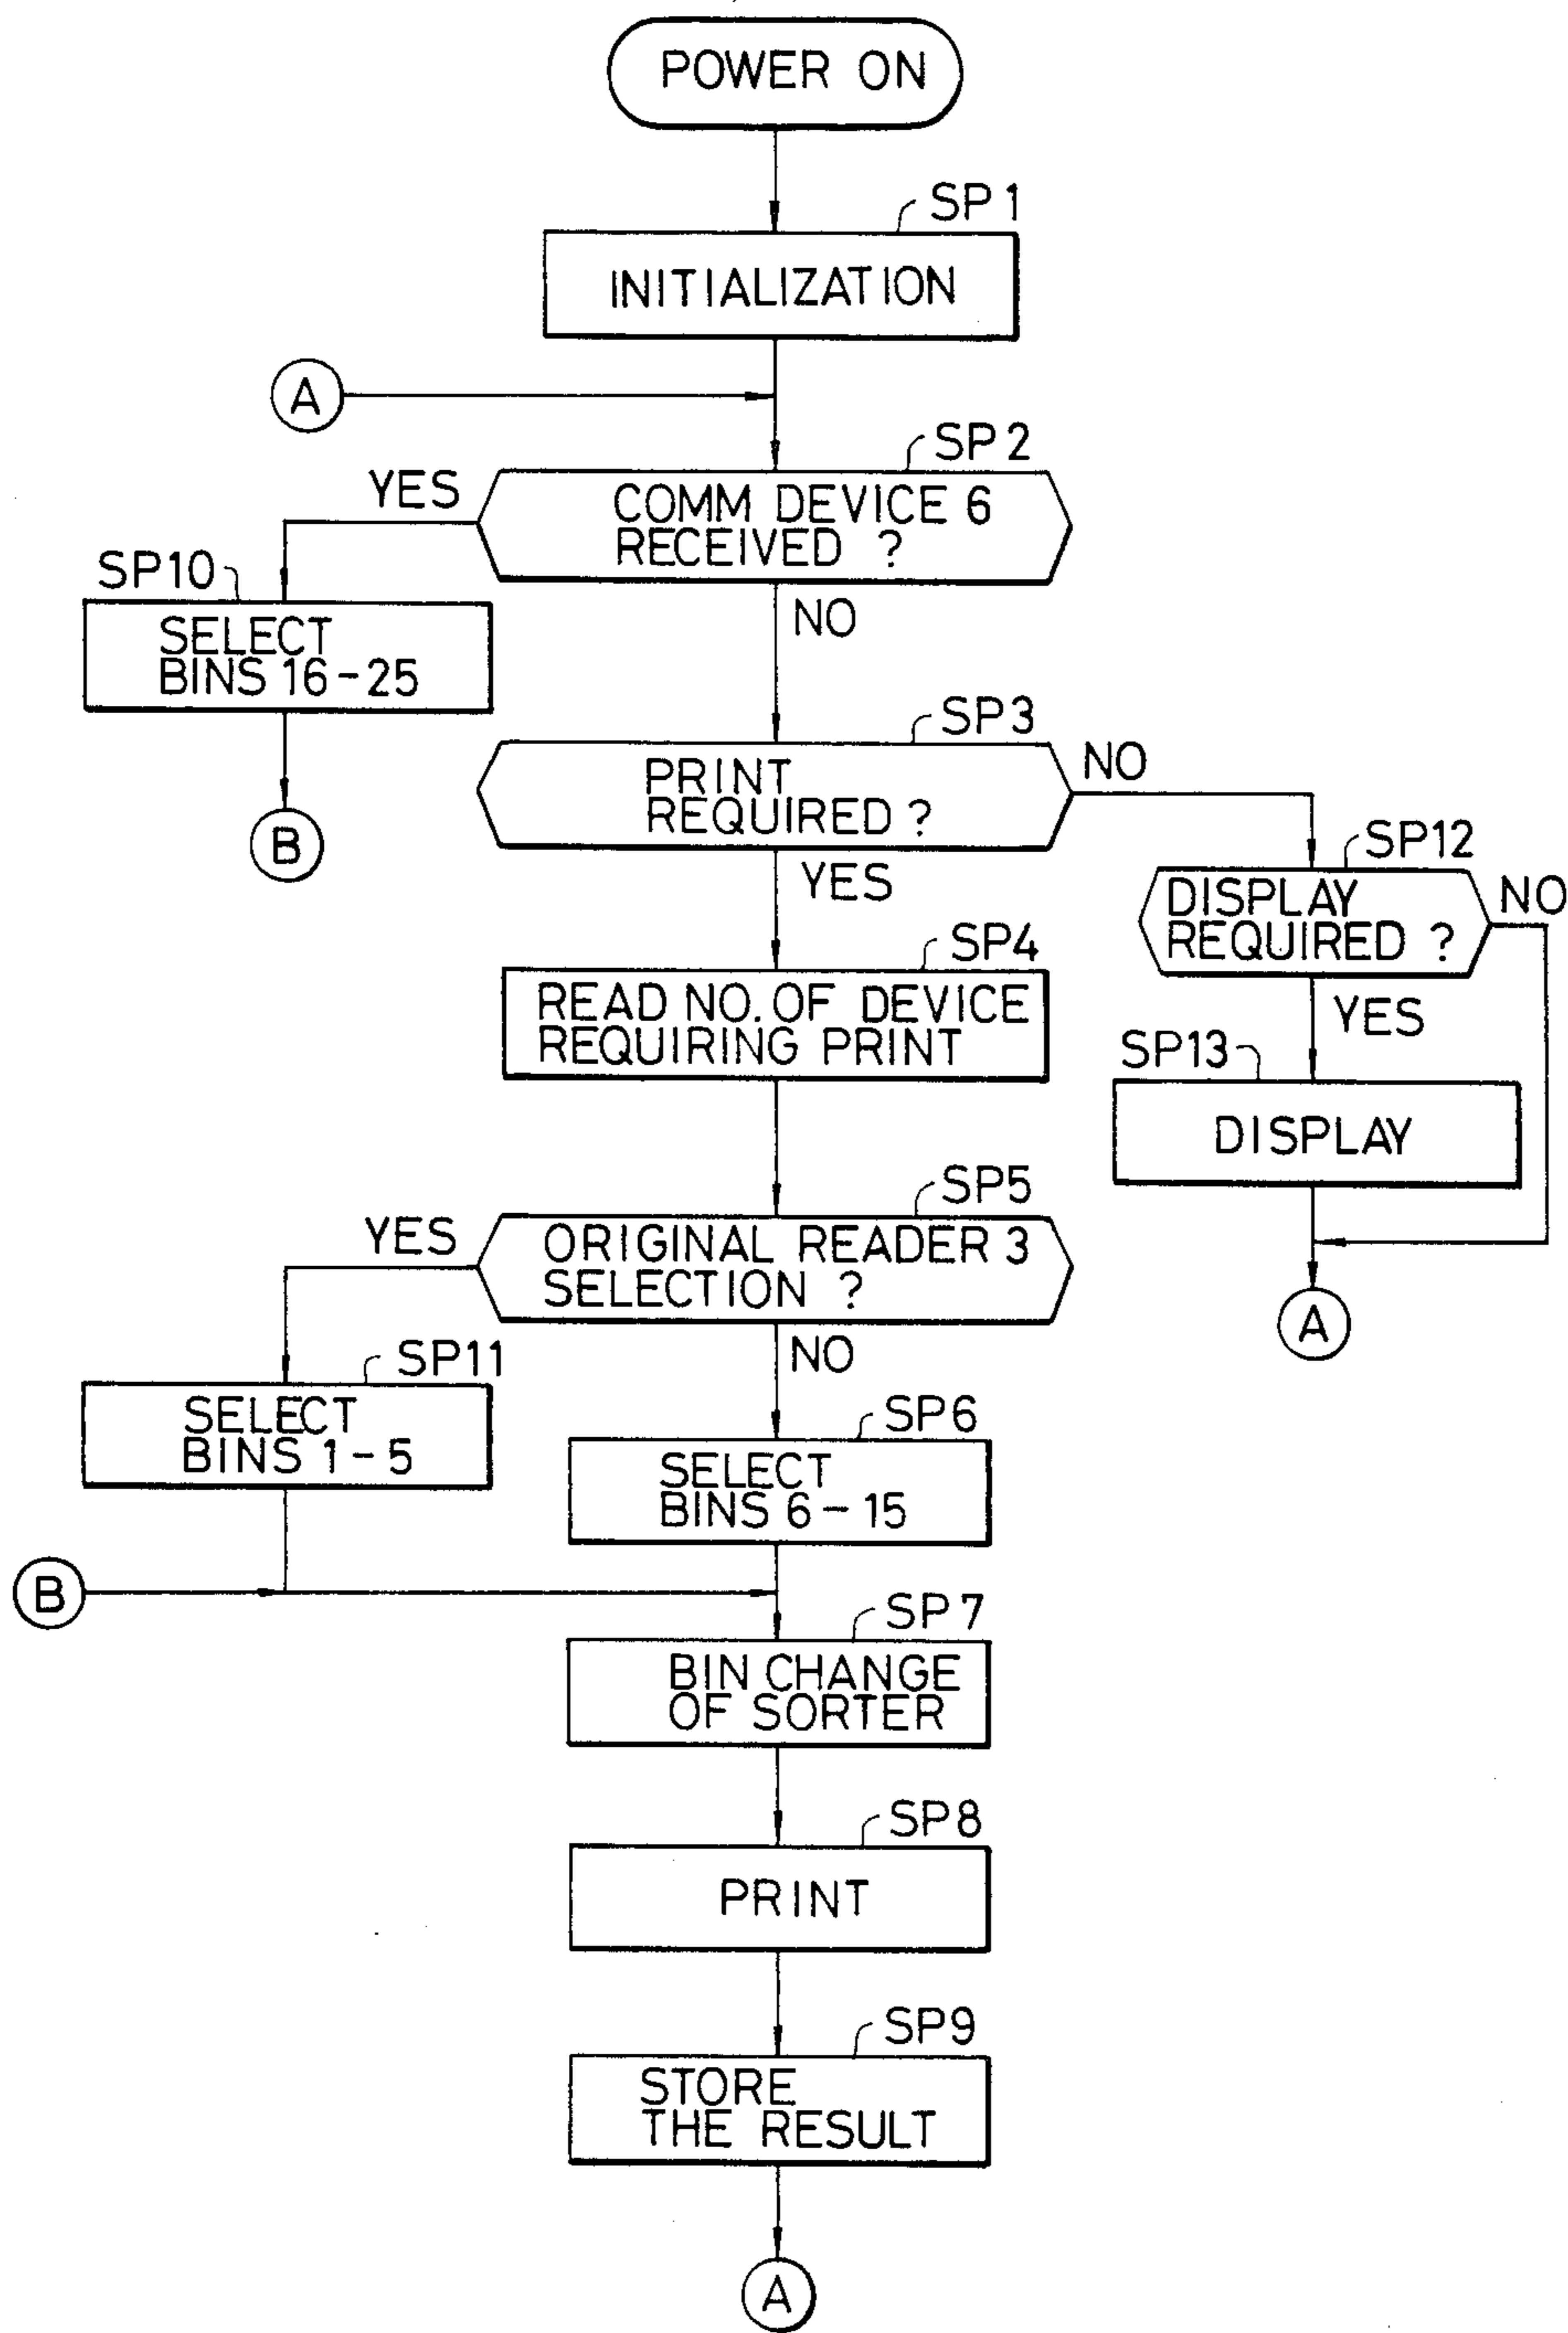 POWER ON
SP1
INITIALIZATION
A
SP2
YES
COMM DEVICE 6
RECEIVED ?
SP10
NO
SELECT
BINS 16-25
SP3
NO
PRINT
REQUIRED ?
B
SP12
YES
DISPLAY
REQUIRED ?
NO
SP4
READ NO. OF DEVICE
REQUIRING PRINT
YES
SP13
DISPLAY
SP5
YES
ORIGINAL READER 3
SELECTION ?
A
NO
SP11
SELECT
BINS 1-5
SP6
SELECT
BINS 6-15
B
SP7
BIN CHANGE
OF SORTER
SP8
PRINT
SP9
STORE
THE RESULT
A